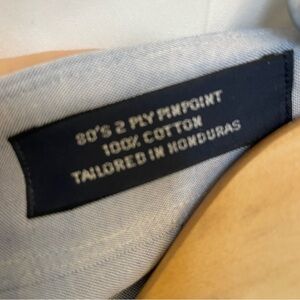 80'S 2 PLY PINPOINT
100% COTTON
TAILORED IN HONDURAS